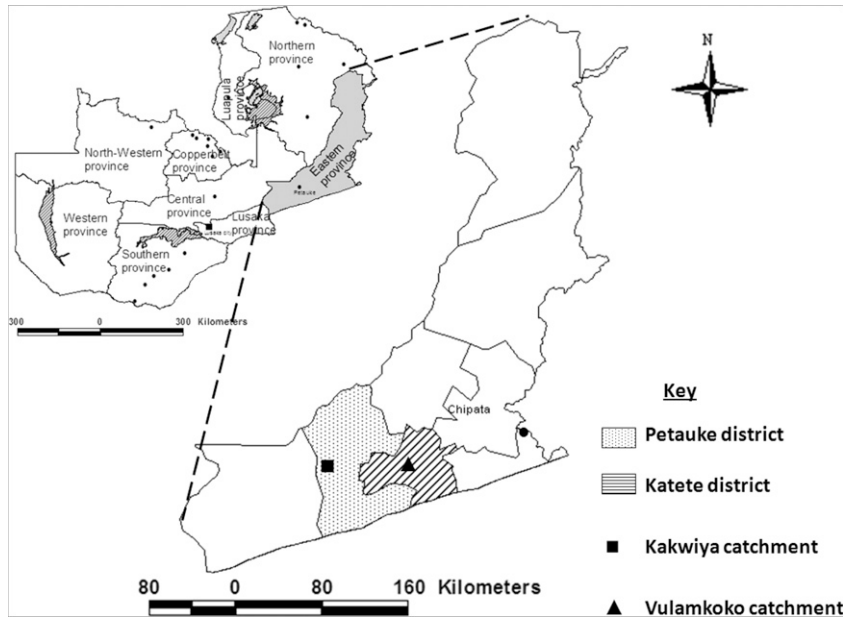 Northern
province
Luapula
province
North-Western
province
Copperbelt
province
Eastern province
Petauke
Central
province
Western
province
Lusaka
province
Southern
province
300 0 300 Kilometers
N
Chipata
Key
Petauke district
Katete district
Kakwiya catchment
Vulamkoko catchment
80 0 80 160 Kilometers